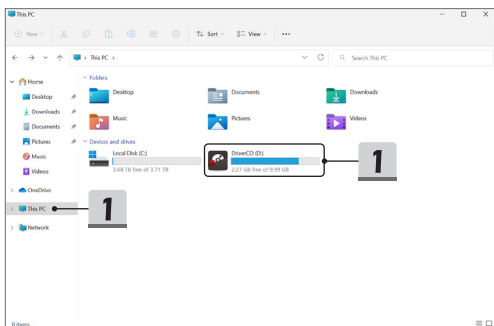 This PC
New
Sort
View
This PC
Search This PC
Home
Desktop
Downloads
Documents
Pictures
Music
Videos
OneDrive
This PC
Network
Folders
Desktop
Documents
Downloads
Music
Pictures
Videos
Devices and drives
Local Disk (C:)
3.68 TB free of 3.71 TB
DriverCD (D:)
2.27 GB free of 9.99 GB
1
1
8 items